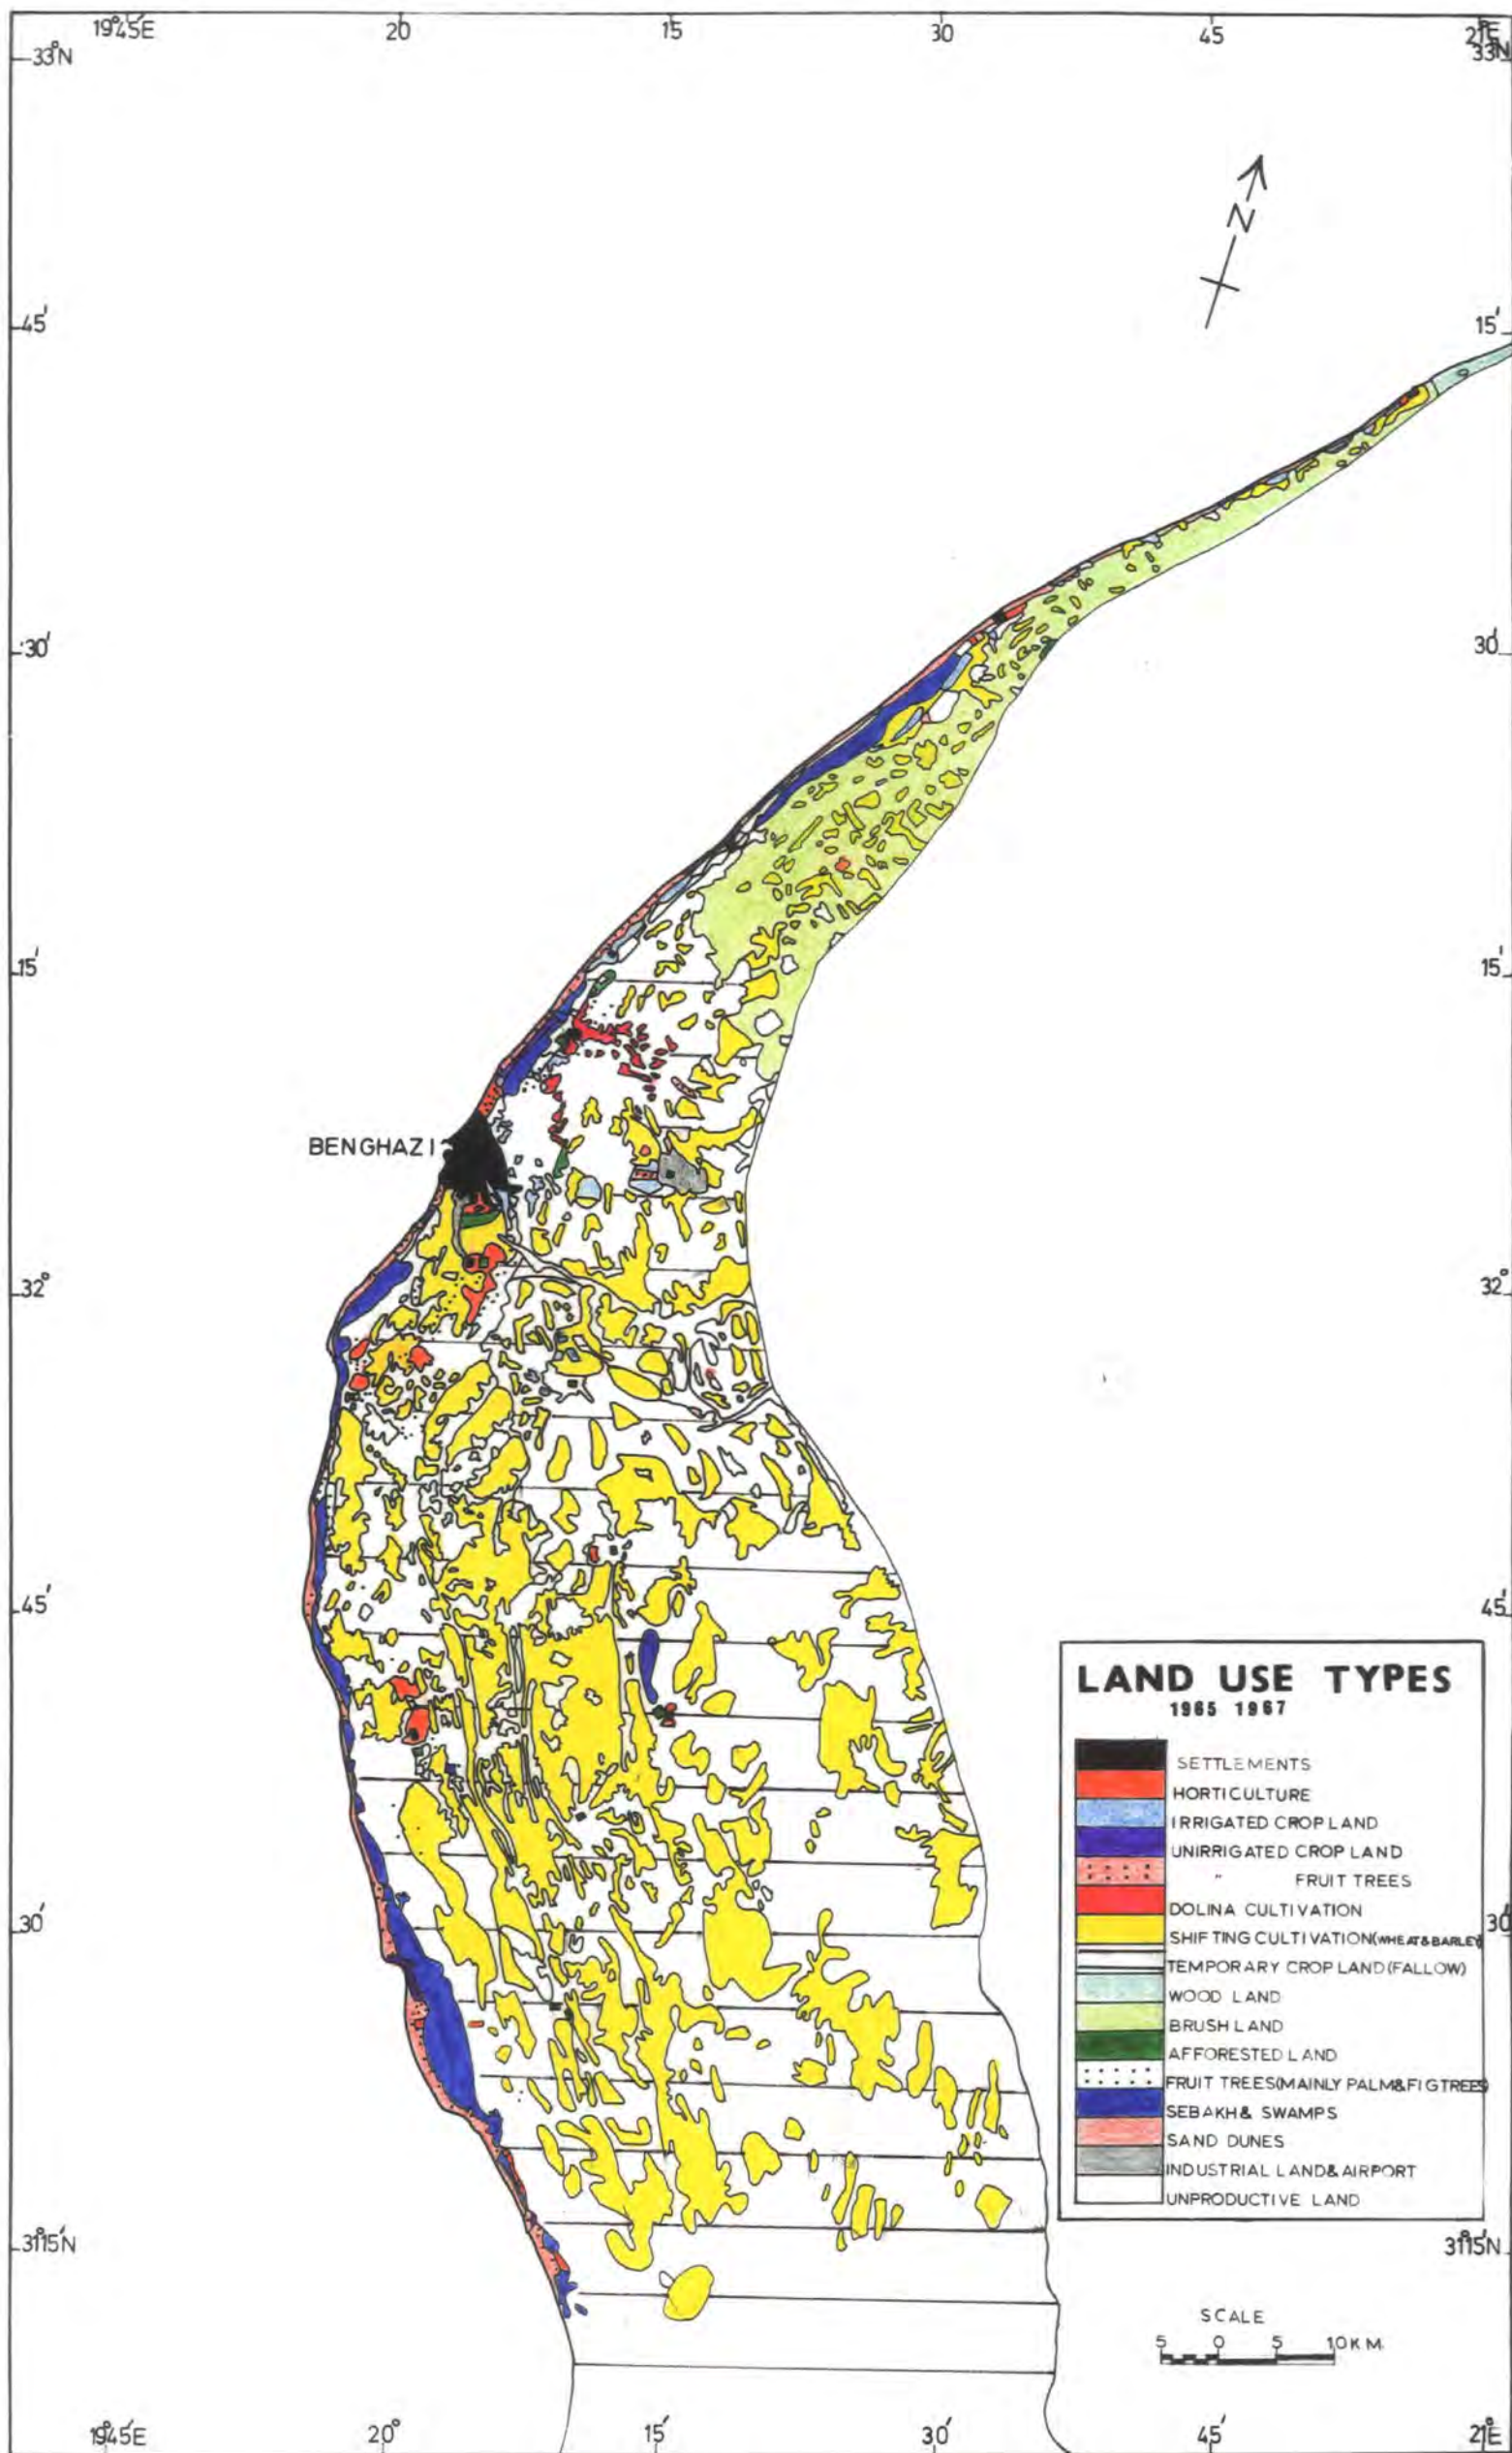 19°45E 20 15 30 45 21°E
33°N 33°N
N
45' 15'
30' 30
15' 15'
BENGHAZI
32° 32°
45' 45'
LAND USE TYPES
1965 1967
SETTLEMENTS
HORTICULTURE
IRRIGATED CROP LAND
UNIRRIGATED CROP LAND
" FRUIT TREES
DOLINA CULTIVATION
SHIFTING CULTIVATION(WHEAT&BARLEY)
30' 30'
TEMPORARY CROP LAND(FALLOW)
WOOD LAND
BRUSH LAND
AFFORESTED LAND
FRUIT TREES(MAINLY PALM&FIGTREES)
SEBAKH& SWAMPS
SAND DUNES
INDUSTRIAL LAND& AIRPORT
UNPRODUCTIVE LAND
31°15'N 31°15'N
SCALE
5 0 5 10 KM.
19°45E 20° 15' 30' 45' 21°E